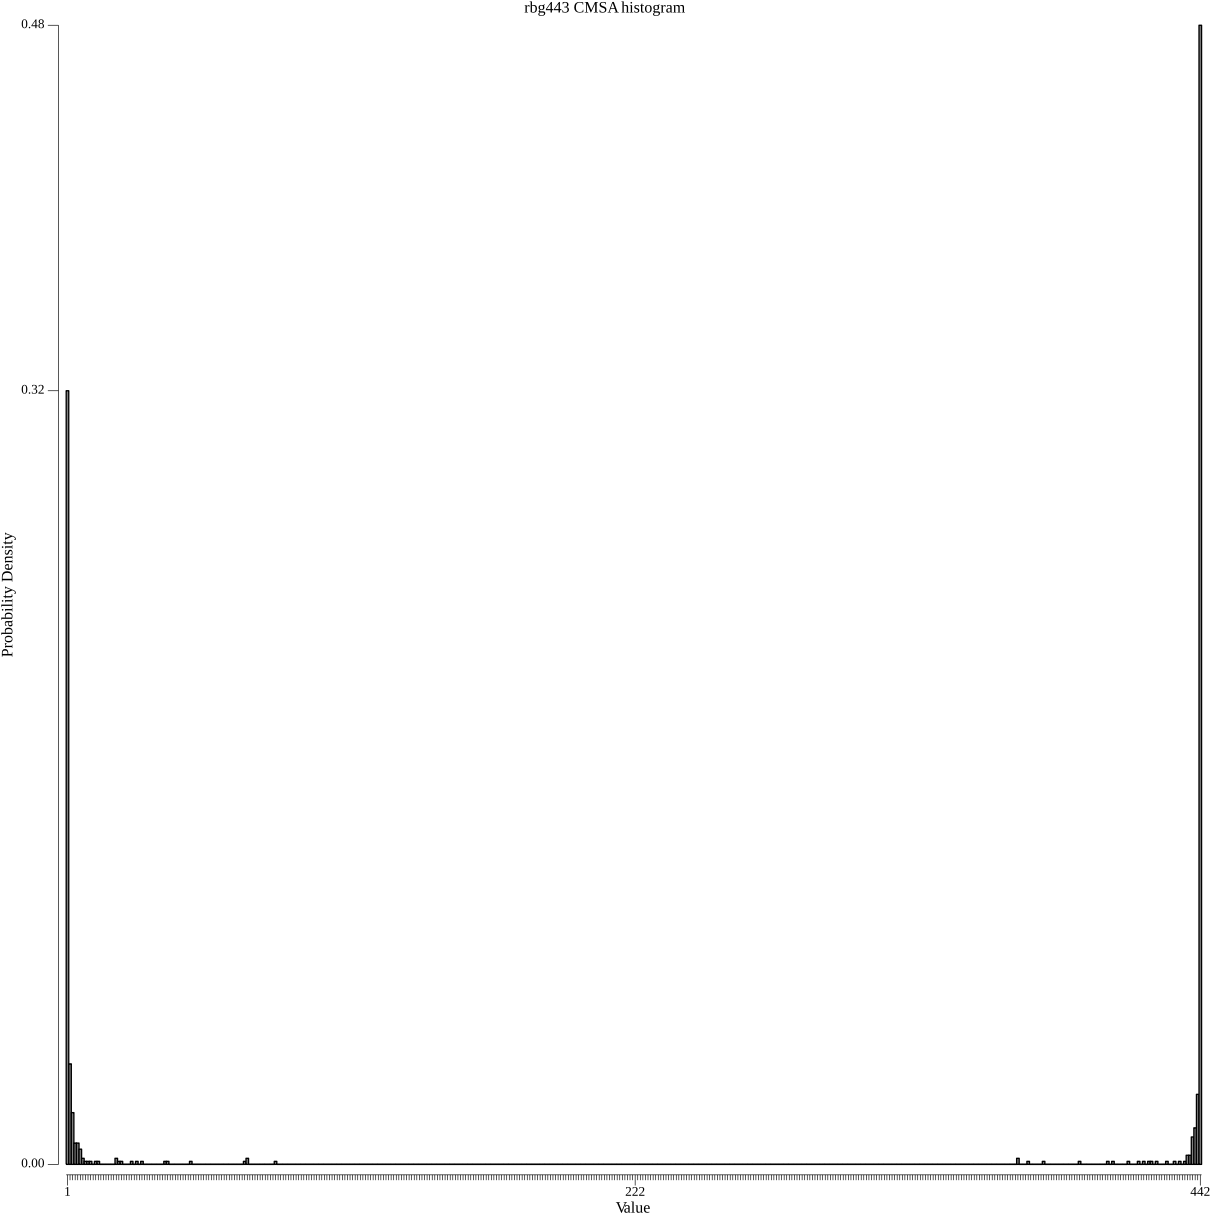 rbg443 CMSA histogram
0.48
0.32
Probability Density
0.00
1
222
442
Value